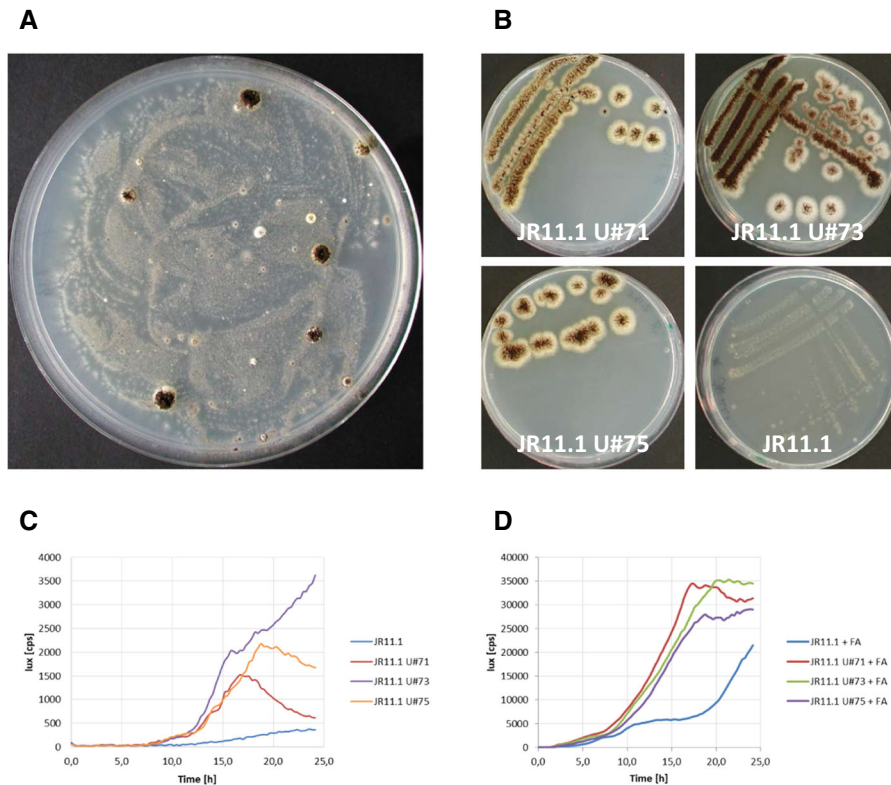 A
B
JR11.1 U#71
JR11.1 U#73
JR11.1 U#75
JR11.1
C
D
lux [cps]
4000
3500
3000
2500
2000
1500
1000
500
0
0,0 5,0 10,0 15,0 20,0 25,0
Time [h]
JR11.1
JR11.1 U#71
JR11.1 U#73
JR11.1 U#75
lux [cps]
40000
35000
30000
25000
20000
15000
10000
5000
0
0,0 5,0 10,0 15,0 20,0 25,0
Time [h]
JR11.1 + FA
JR11.1 U#71 + FA
JR11.1 U#73 + FA
JR11.1 U#75 + FA